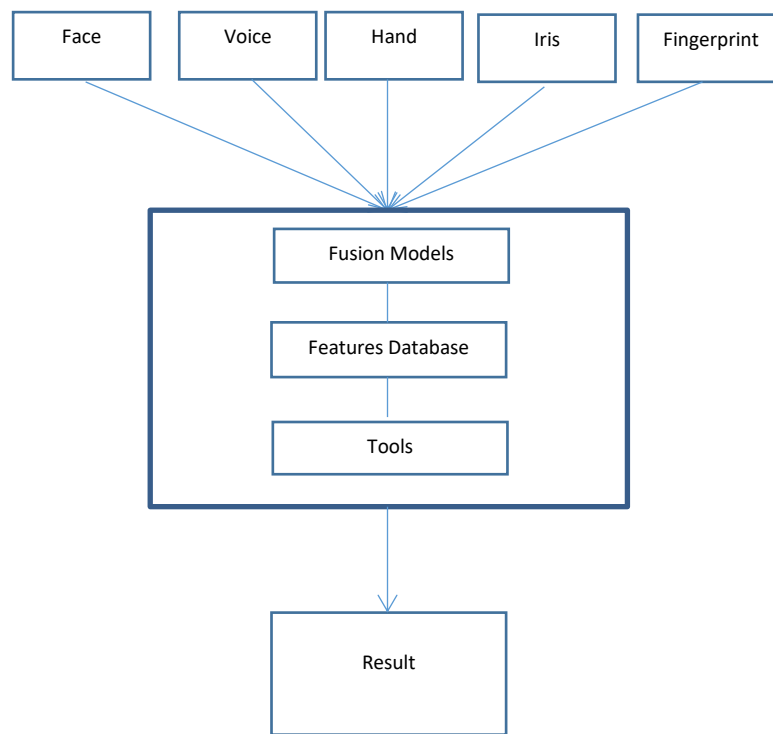 Face
Voice
Hand
Iris
Fingerprint
Fusion Models
Features Database
Tools
Result